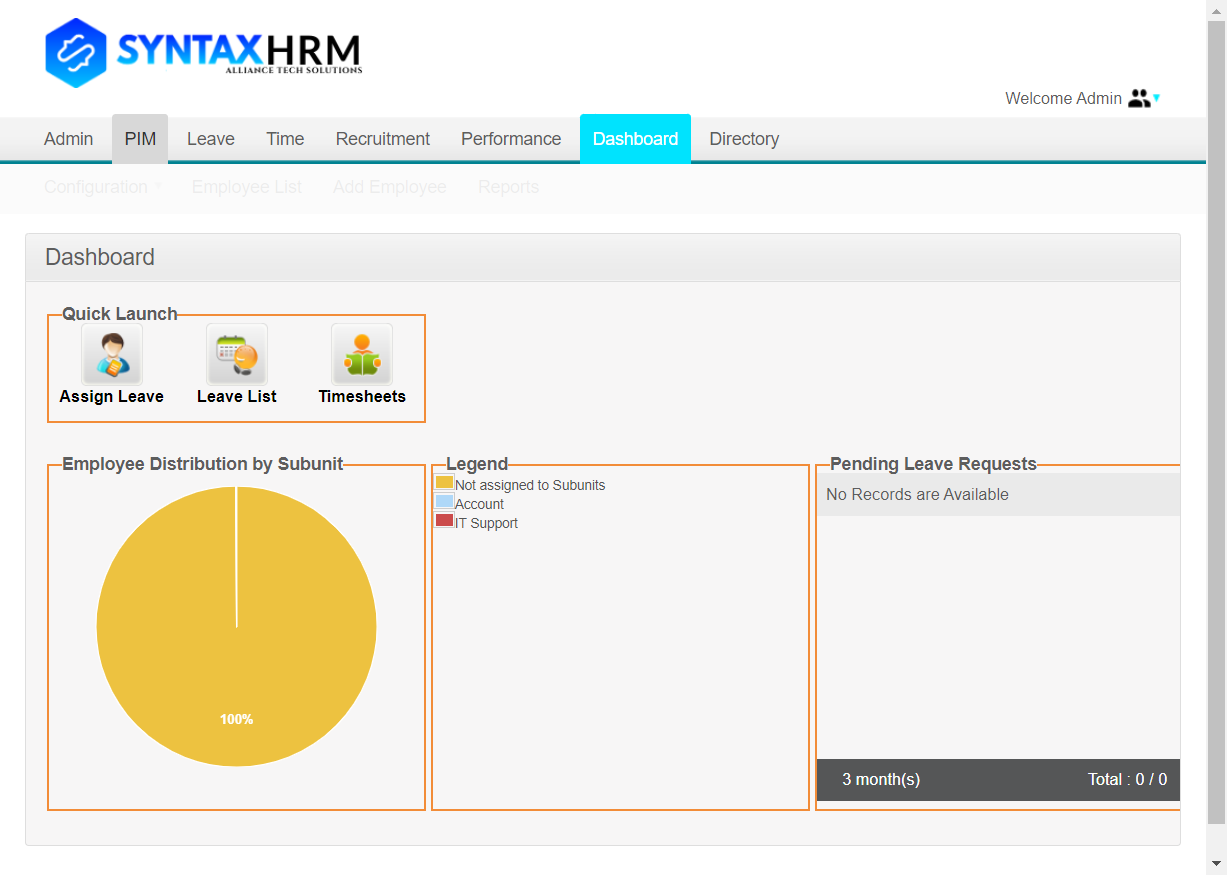 SYNTAXHRM
ALLIANCE TECH SOLUTIONS
Welcome Admin
Admin PIM Leave Time Recruitment Performance Dashboard Directory
Configuration Employee List Add Employee Reports
Dashboard
Quick Launch
Assign Leave Leave List Timesheets
Employee Distribution by Subunit
100%
Legend
Not assigned to Subunits
Account
IT Support
Pending Leave Requests
No Records are Available
3 month(s) Total : 0 / 0